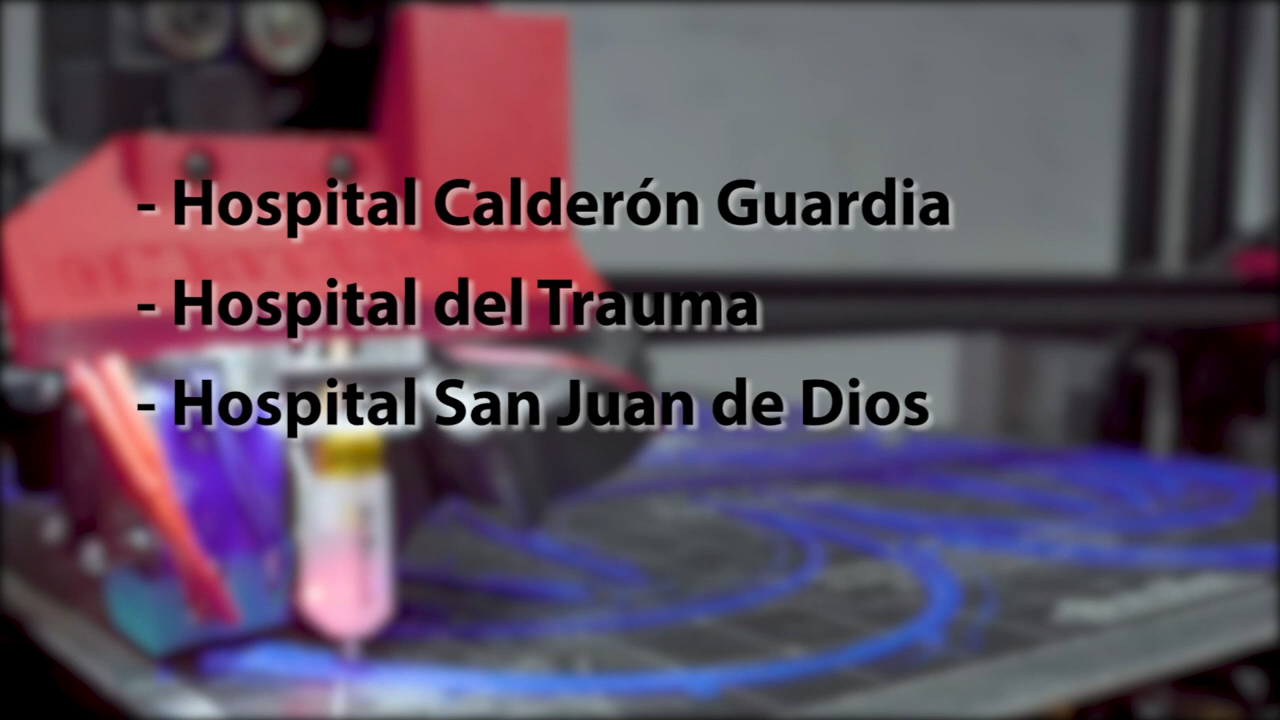 - Hospital Calderón Guardia
- Hospital del Trauma
- Hospital San Juan de Dios